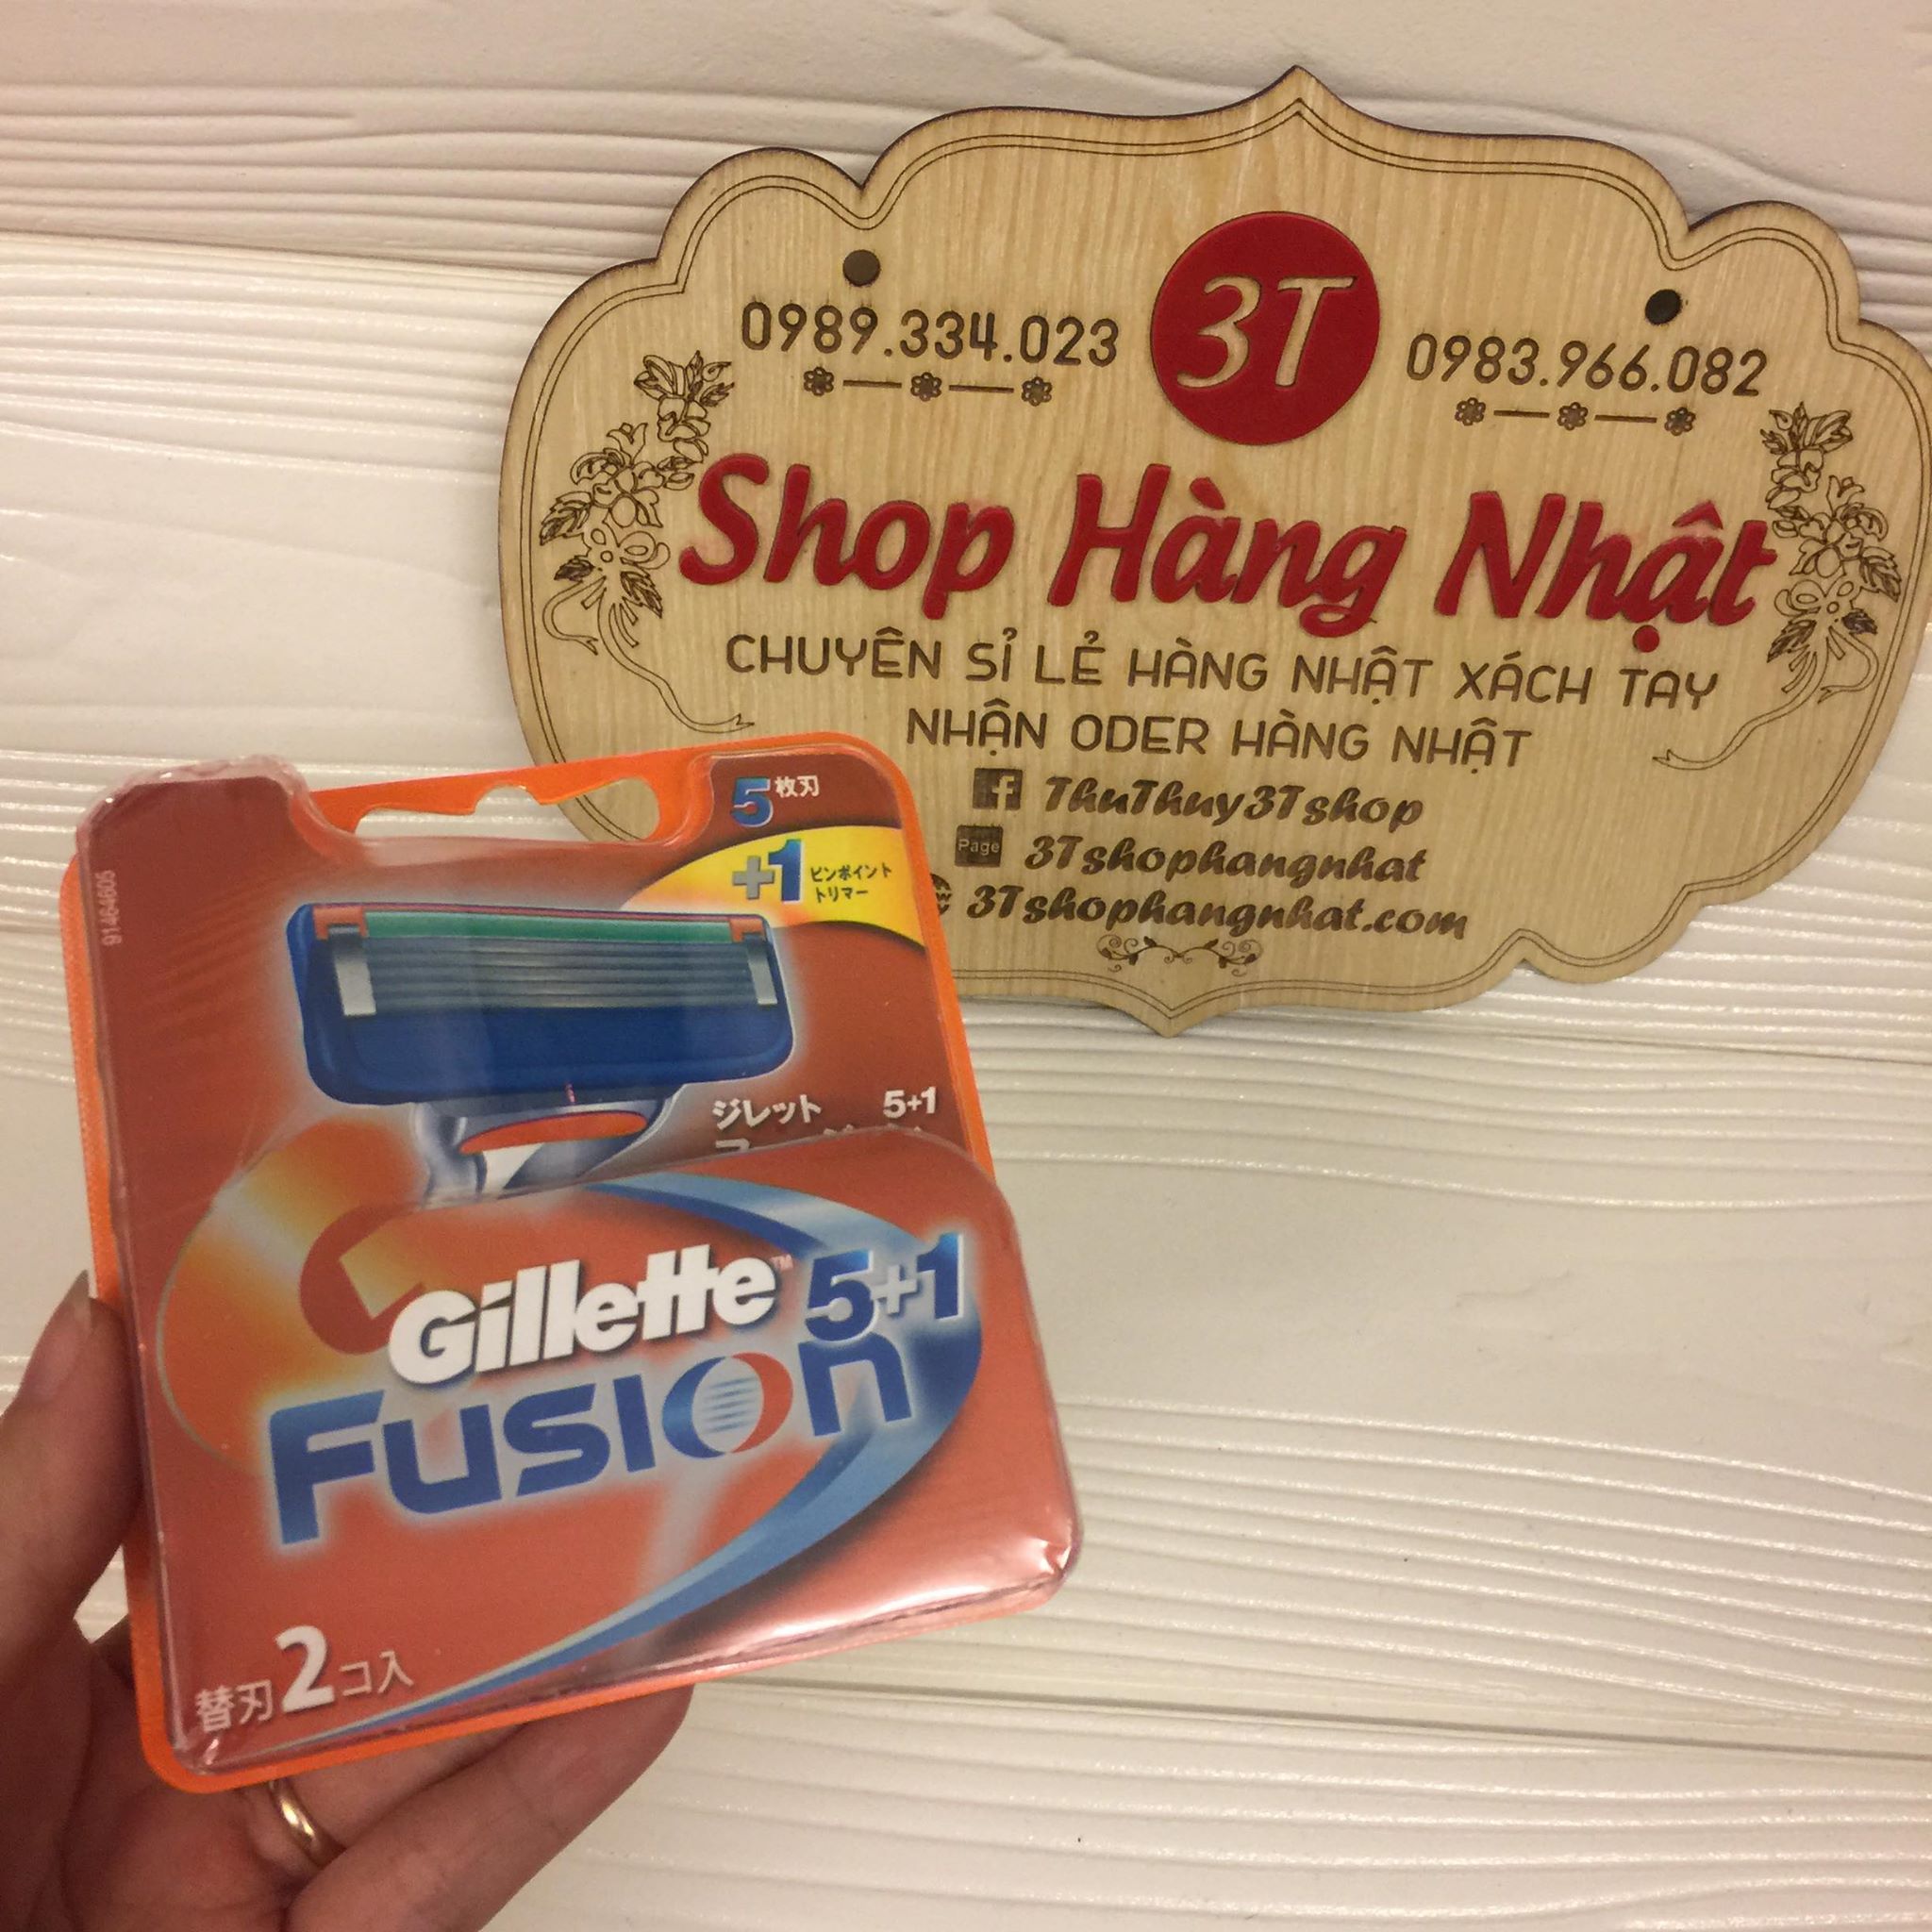 3T
0989.334.023
0983.966.082
Shop Hàng Nhật
CHUYÊN SỈ LẺ HÀNG NHẬT XÁCH TAY
NHẬN ODER HÀNG NHẬT
f ThuThuy3Tshop
Page 3Tshophangnhat
3Tshophangnhat.com
5枚刃
+1 ピンポイント
トリマー
91464605
ジレット 5+1
Gillette™ 5+1
Fusion
替刃2コ入